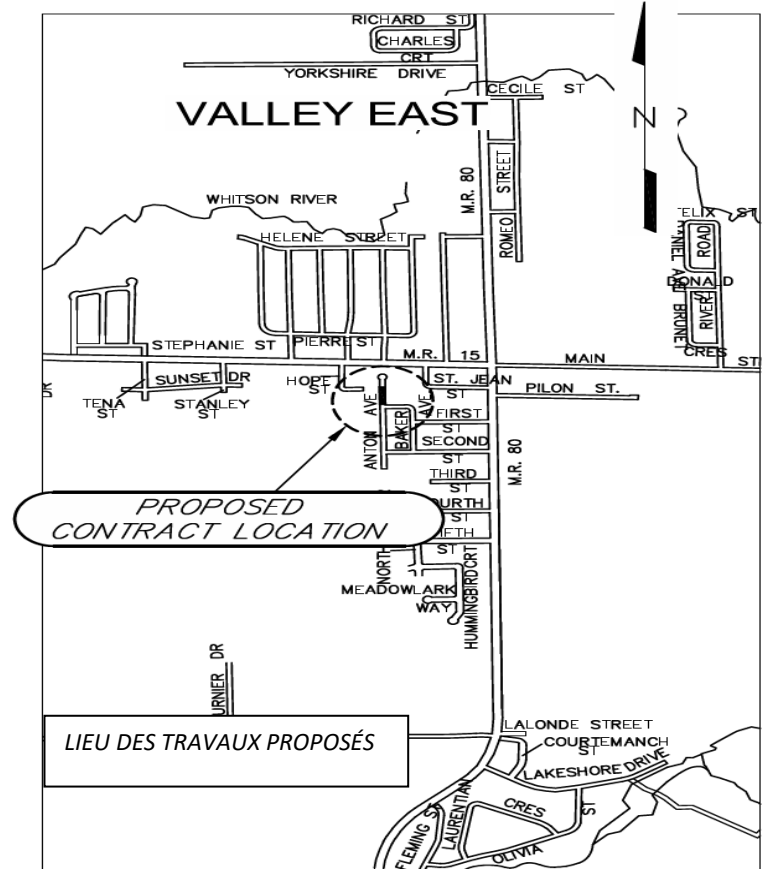 RICHARD ST
CHARLES
CRT
YORKSHIRE DRIVE
CECILE ST
VALLEY EAST
N
M.R. 80
STREET
ROMEO
WHITSON RIVER
HELENE STREET
ROAD
DONALD
ST
RIVER
CRES
BRUNET
STEPHANIE ST
PIERRE ST
M.R. 15
MAIN
ST
SUNSET DR
HOPE
ST
ST. JEAN
ST
PILON ST.
TENA
ST
STANLEY
ST
ANTON AVE
BAKER
AVE
FIRST
ST
SECOND
ST
M.R. 80
THIRD
ST
ST
ST
PROPOSED
CONTRACT LOCATION
NORTH
MEADOWLARK
WAY
HUMMINGBIRD CRT
LIEU DES TRAVAUX PROPOSÉS
LALONDE STREET
COURTEMANCH
ST
LAKESHORE DRIVE
FLEMING ST
LAURENTIAN
CRES
OLIVIA
ST